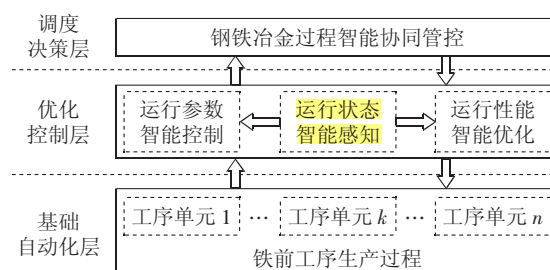 调度
决策层
钢铁冶金过程智能协同管控
优化
控制层
运行参数
智能控制
运行状态
智能感知
运行性能
智能优化
基础
自动化层
工序单元 1 … 工序单元 k … 工序单元 n
铁前工序生产过程